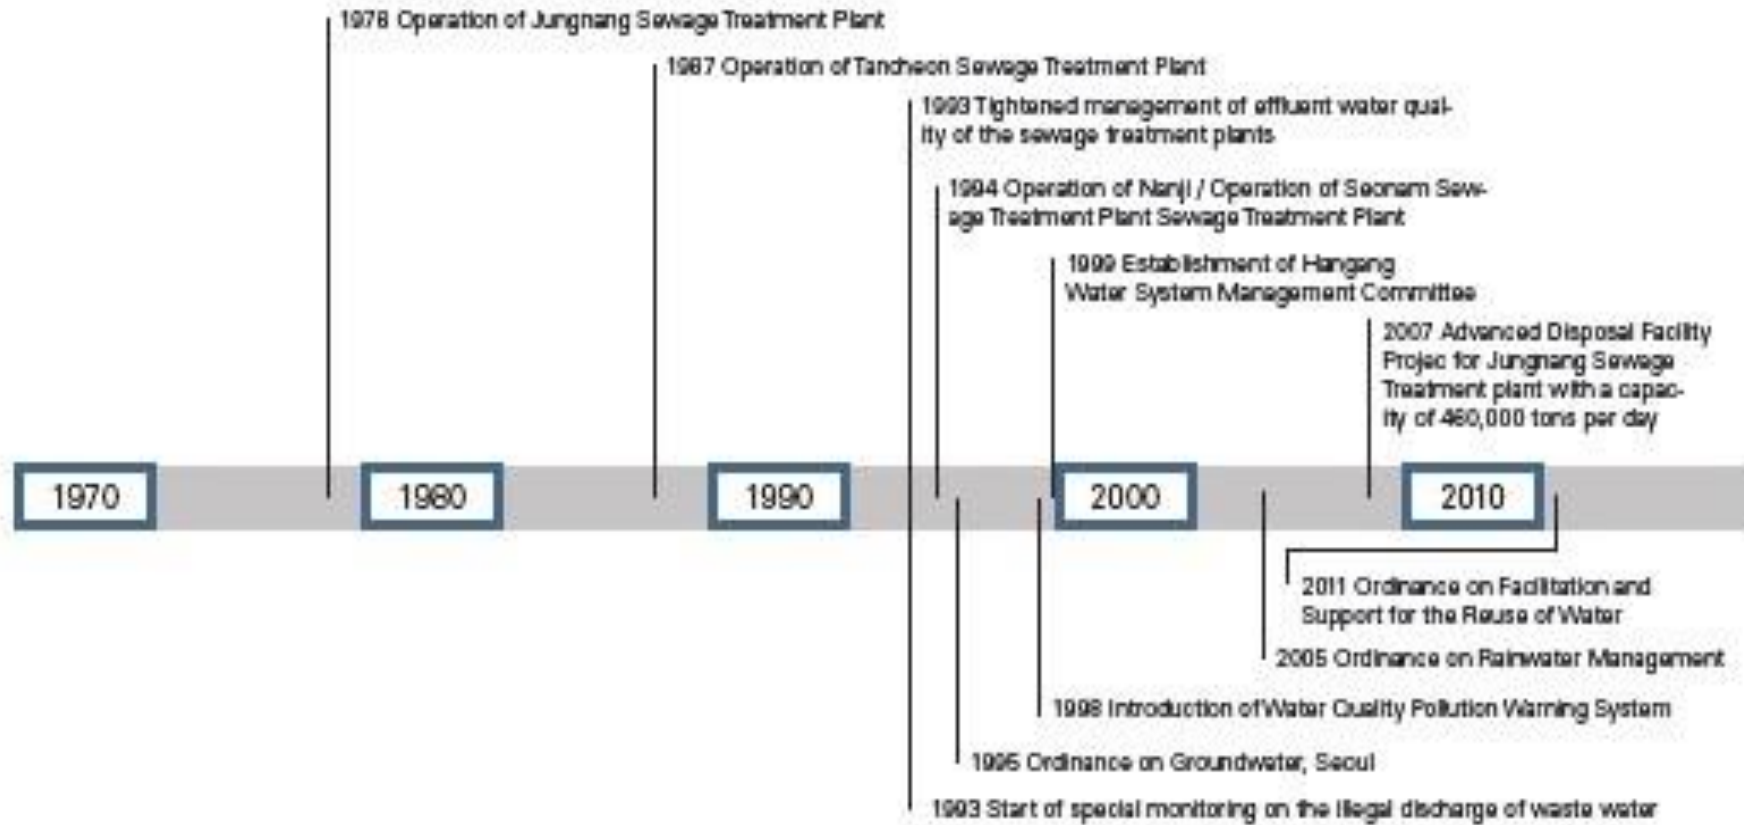 1976 Operation of Jungnang Sewage Treatment Plant
1987 Operation of Tancheon Sewage Treatment Plant
1993 Tightened management of effluent water qual-
ity of the sewage treatment plants
1994 Operation of Nanji / Operation of Seonam Sew-
age Treatment Plant Sewage Treatment Plant
1999 Establishment of Hangang
Water System Management Committee
2007 Advanced Disposal Facility
Projec for Jungnang Sewage
Treatment plant with a capac-
ity of 460,000 tons per day
1970
1980
1990
2000
2010
2011 Ordinance on Facilitation and
Support for the Reuse of Water
2005 Ordinance on Rainwater Management
1998 Introduction of Water Quality Pollution Warning System
1995 Ordinance on Groundwater, Seoul
1993 Start of special monitoring on the illegal discharge of waste water